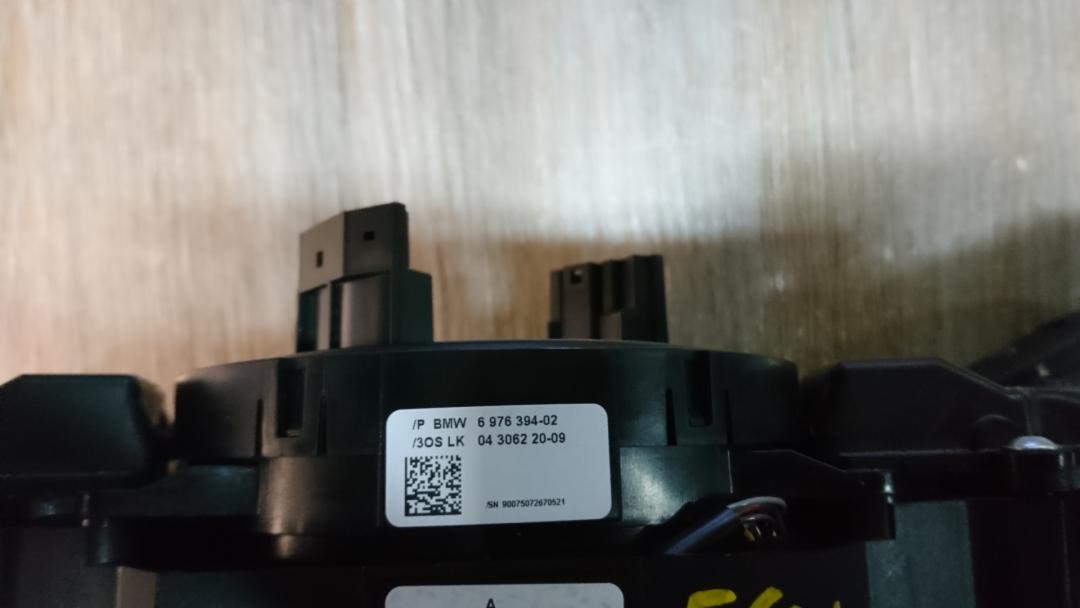 /P BMW 6 976 394-02
/3OS LK 04 3062 20-09
/SN 90075072670521
A